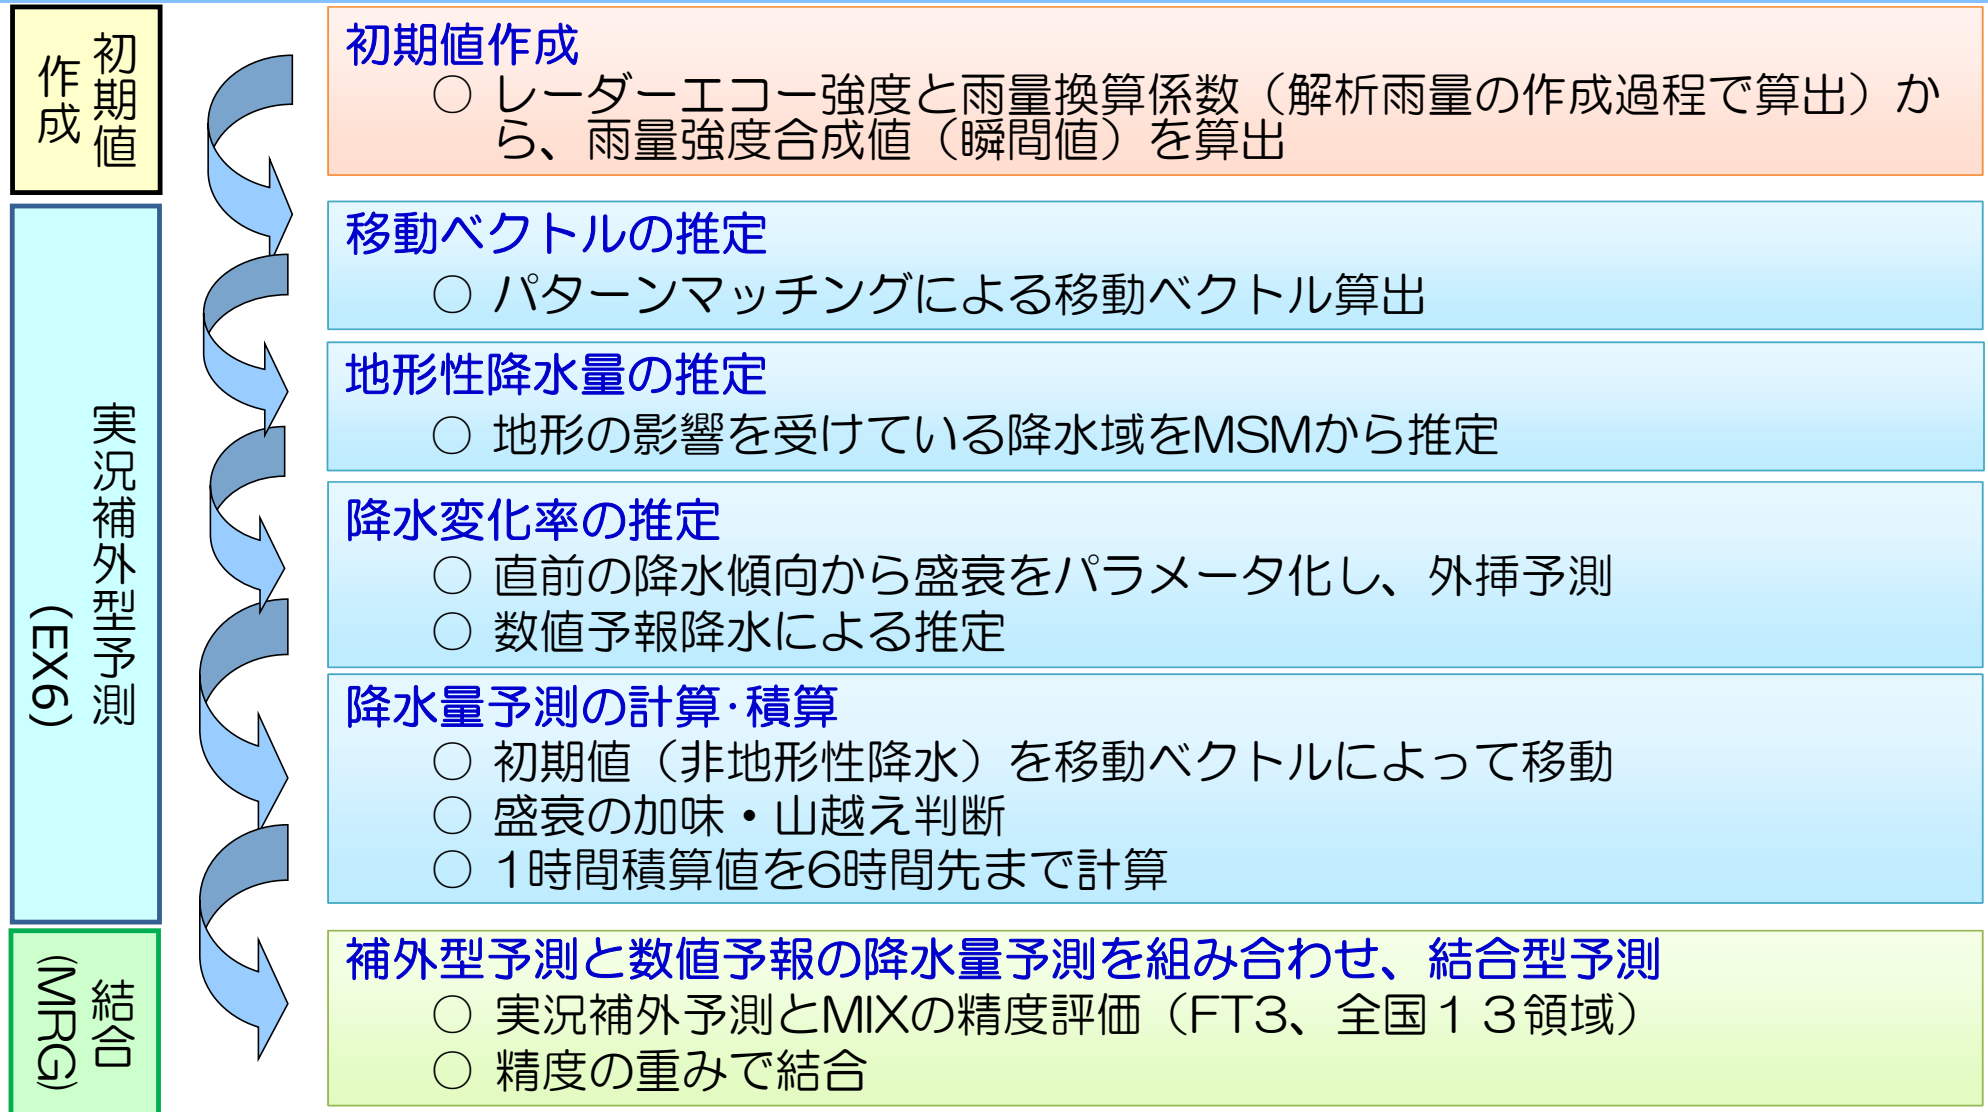 初期値
作成
初期値作成
○ レーダーエコー強度と雨量換算係数（解析雨量の作成過程で算出）か
ら、雨量強度合成値（瞬間値）を算出
実況補外型予測
(EX6)
移動ベクトルの推定
○ パターンマッチングによる移動ベクトル算出
地形性降水量の推定
○ 地形の影響を受けている降水域をMSMから推定
降水変化率の推定
○ 直前の降水傾向から盛衰をパラメータ化し、外挿予測
○ 数値予報降水による推定
降水量予測の計算･積算
○ 初期値（非地形性降水）を移動ベクトルによって移動
○ 盛衰の加味・山越え判断
○ 1時間積算値を6時間先まで計算
結合
(MRG)
補外型予測と数値予報の降水量予測を組み合わせ、結合型予測
○ 実況補外予測とMIXの精度評価（FT3、全国１３領域）
○ 精度の重みで結合